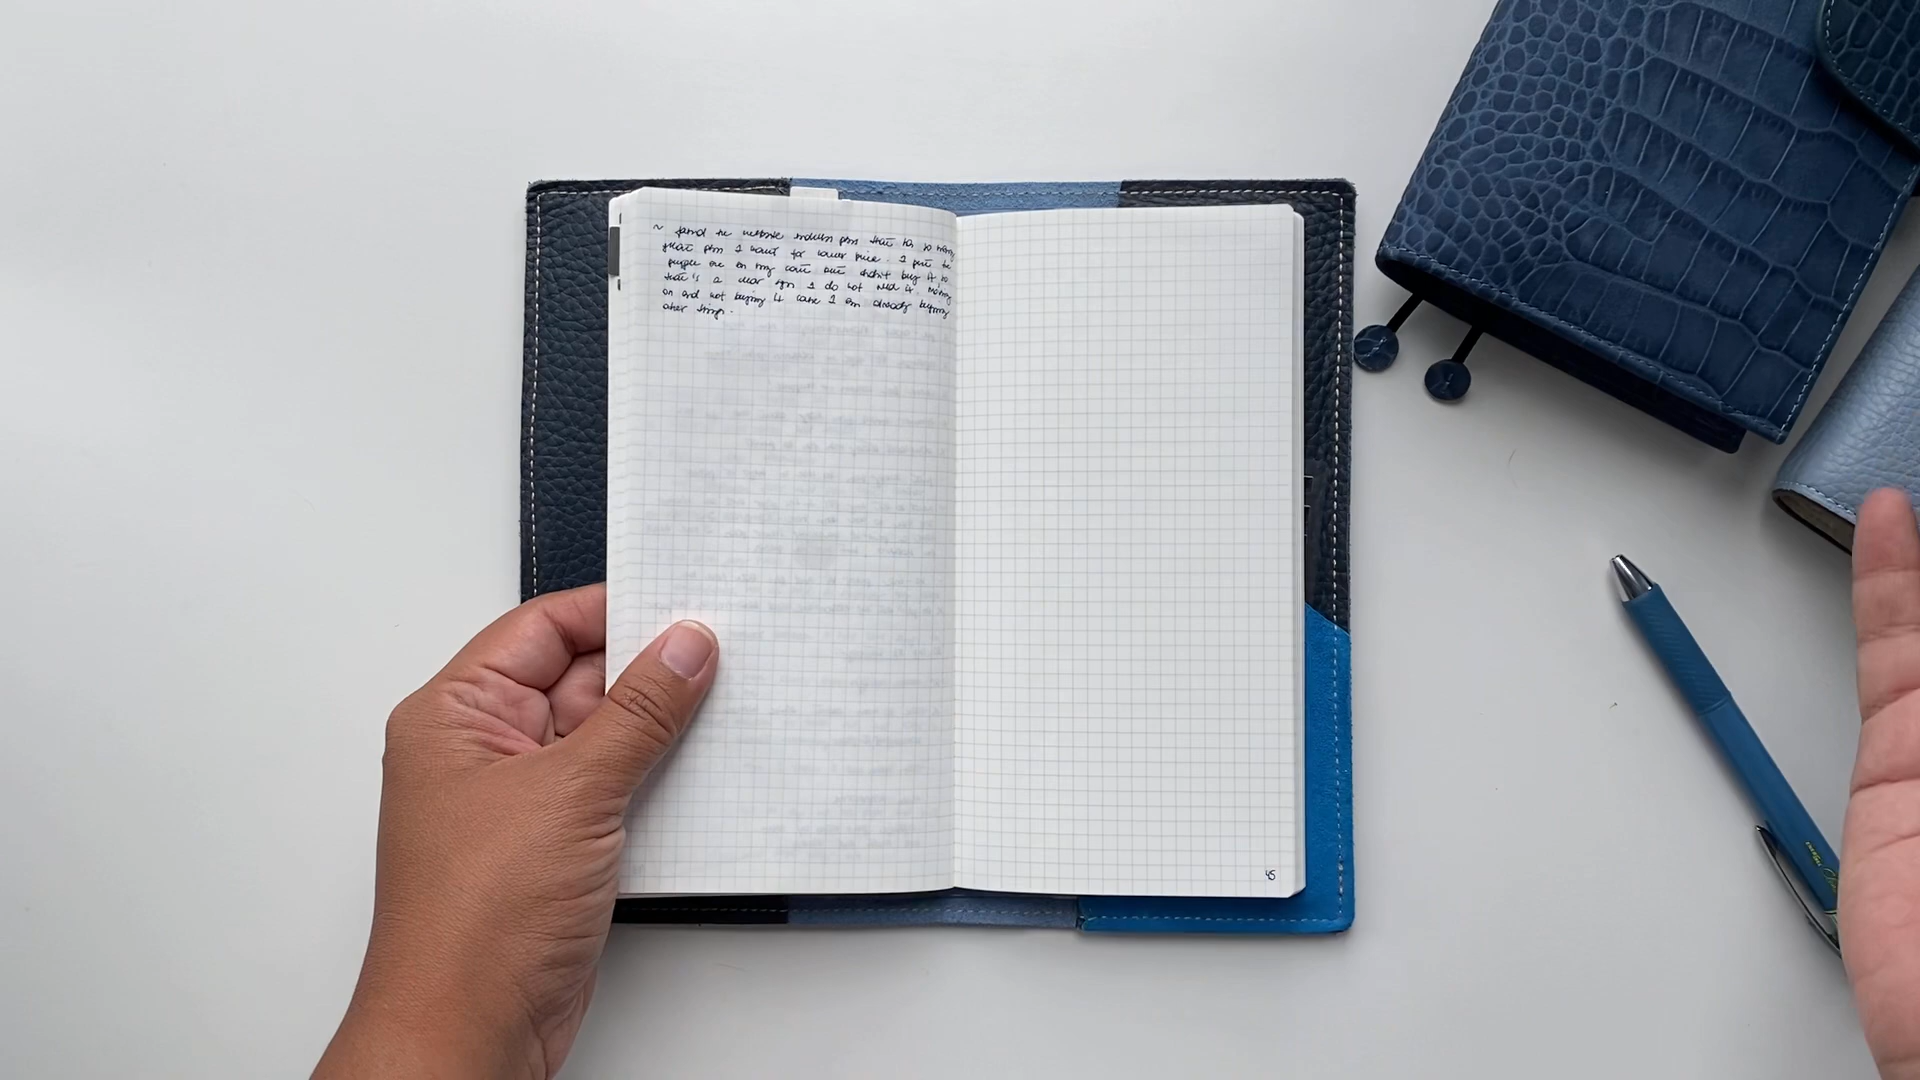 ~ found the website             pens that has so many
great pens I want for lower price. I put the
purple one on my cart but didn't buy it so
that's a clear sign I do not need it. moving
on and not buying it cause I am already buying
other things.
45